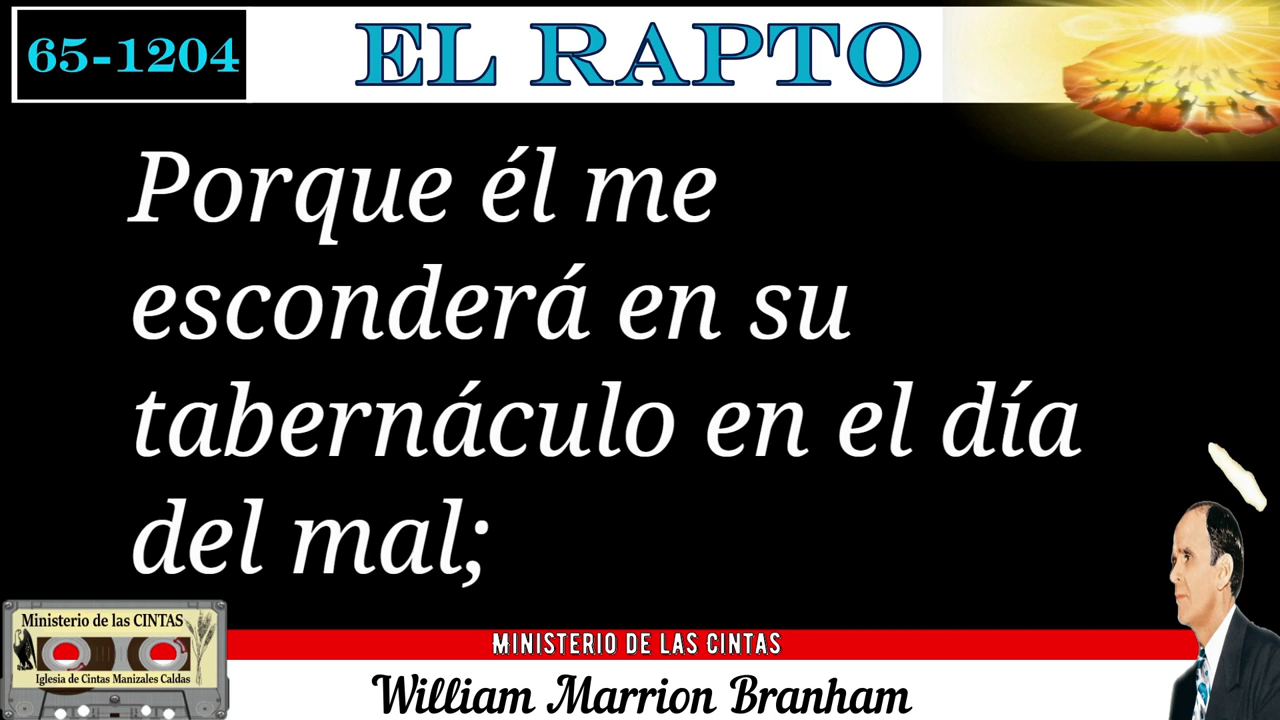 65-1204
EL RAPTO
Porque él me
esconderá en su
tabernáculo en el día
del mal;
Ministerio de las CINTAS
Iglesia de Cintas Manizales Caldas
MINISTERIO DE LAS CINTAS
William Marrion Branham